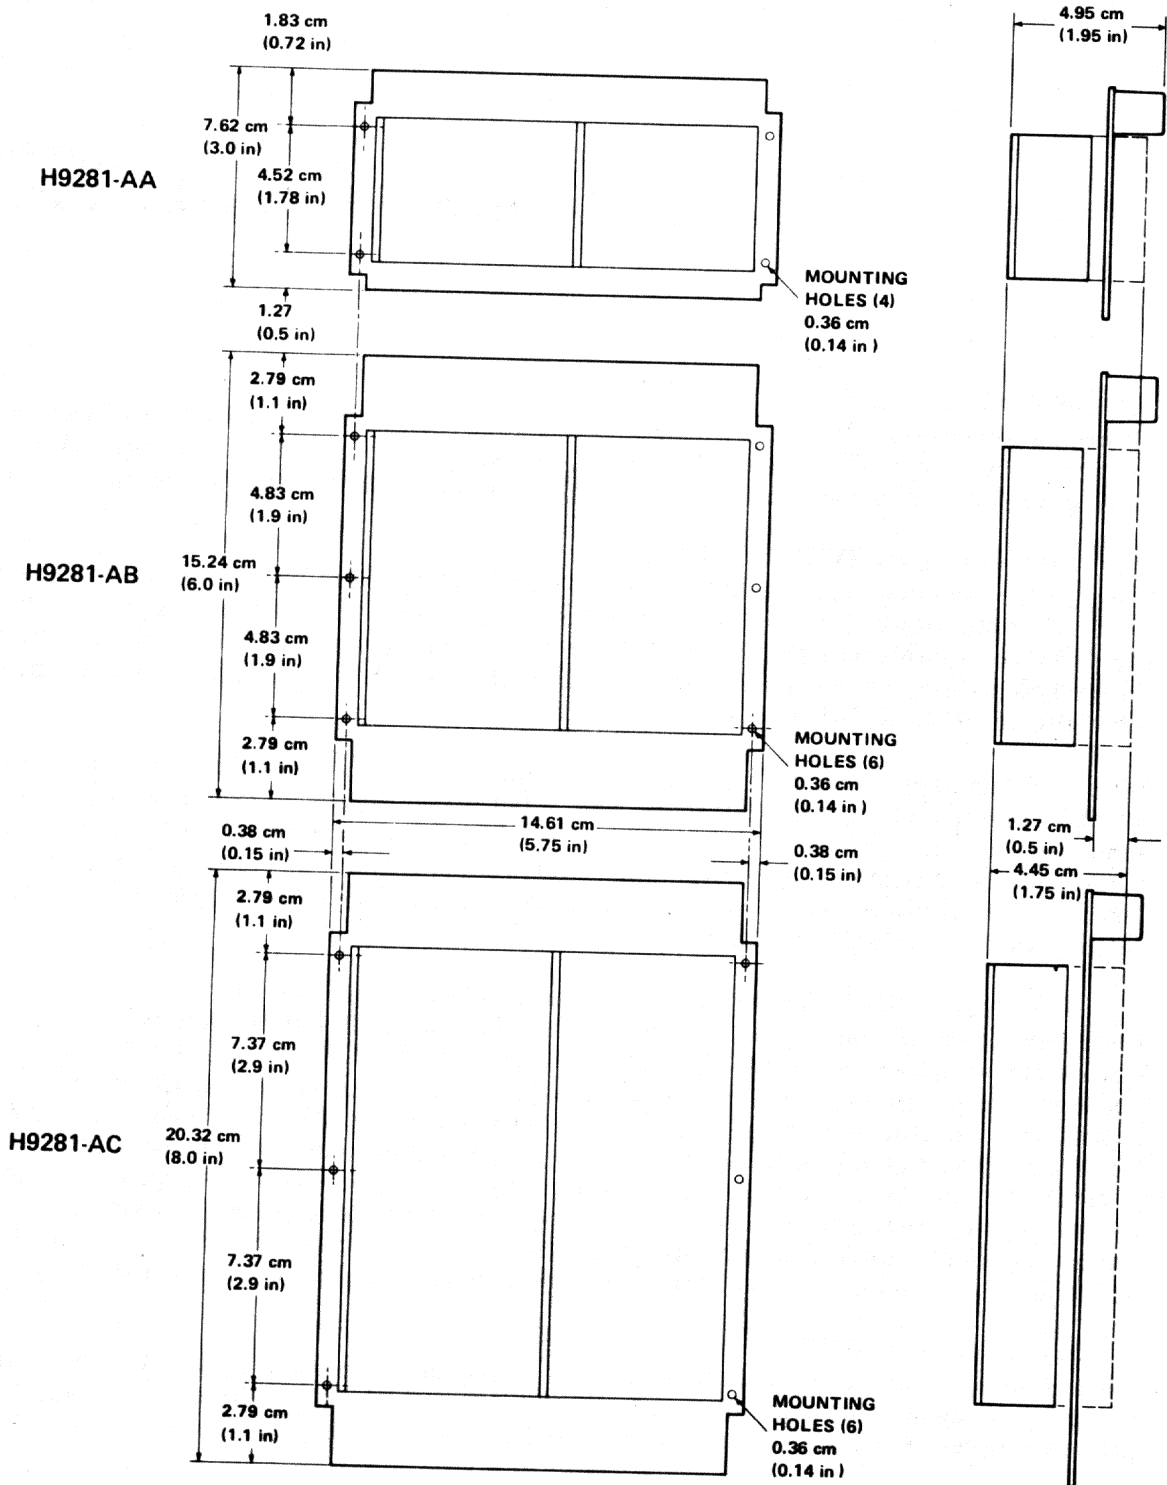 1.83 cm
(0.72 in)
4.95 cm
(1.95 in)
7.62 cm
(3.0 in)
4.52 cm
(1.78 in)
H9281-AA
MOUNTING
HOLES (4)
0.36 cm
(0.14 in )
1.27
(0.5 in)
2.79 cm
(1.1 in)
4.83 cm
(1.9 in)
15.24 cm
(6.0 in)
H9281-AB
4.83 cm
(1.9 in)
2.79 cm
(1.1 in)
MOUNTING
HOLES (6)
0.36 cm
(0.14 in )
14.61 cm
(5.75 in)
0.38 cm
(0.15 in)
0.38 cm
(0.15 in)
1.27 cm
(0.5 in)
4.45 cm
(1.75 in)
2.79 cm
(1.1 in)
7.37 cm
(2.9 in)
20.32 cm
(8.0 in)
H9281-AC
7.37 cm
(2.9 in)
2.79 cm
(1.1 in)
MOUNTING
HOLES (6)
0.36 cm
(0.14 in )